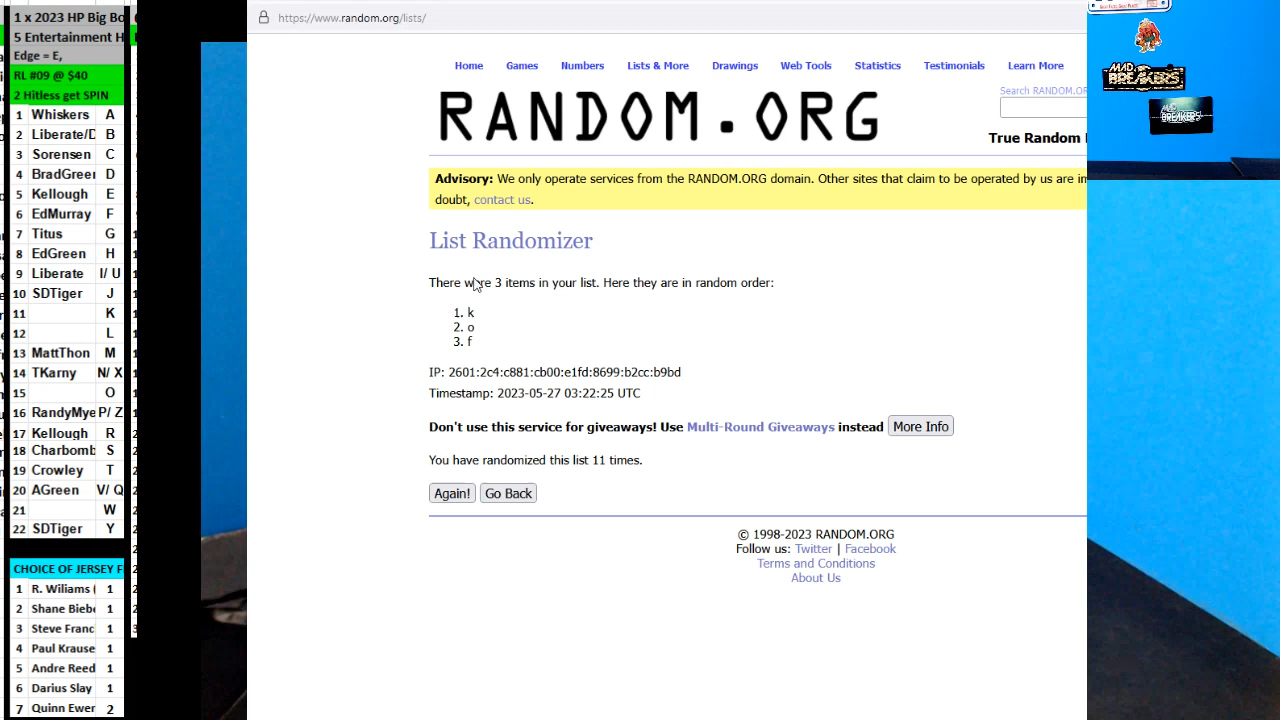 1 x 2023 HP Big Bo
5 Entertainment H
Edge = E,
RL #09 @ $40
2 Hitless get SPIN
1 Whiskers A
2 Liberate/D B
3 Sorensen C
4 BradGreen D
5 Kellough E
6 EdMurray F
7 Titus G
8 EdGreen H
9 Liberate I/ U
10 SDTiger J
11 K
12 L
13 MattThon M
14 TKarny N/ X
15 O
16 RandyMye P/ Z
17 Kellough R
18 Charbomb S
19 Crowley T
20 AGreen V/ Q
21 W
22 SDTiger Y
CHOICE OF JERSEY F
1 R. Wiliams ( 1
2 Shane Biebe 1
3 Steve Franc 1
4 Paul Krause 1
5 Andre Reed 1
6 Darius Slay 1
7 Quinn Ewer 2
https://www.random.org/lists/
Home Games Numbers Lists & More Drawings Web Tools Statistics Testimonials Learn More
RANDOM.ORG
Search RANDOM.OR
True Random
Advisory: We only operate services from the RANDOM.ORG domain. Other sites that claim to be operated by us are im
doubt, contact us.
List Randomizer
There were 3 items in your list. Here they are in random order:
1. k
2. o
3. f
IP: 2601:2c4:c881:cb00:e1fd:8699:b2cc:b9bd
Timestamp: 2023-05-27 03:22:25 UTC
Don't use this service for giveaways! Use Multi-Round Giveaways instead More Info
You have randomized this list 11 times.
Again! Go Back
© 1998-2023 RANDOM.ORG
Follow us: Twitter | Facebook
Terms and Conditions
About Us
MAD
BREAKERS
MAD
BREAKERS